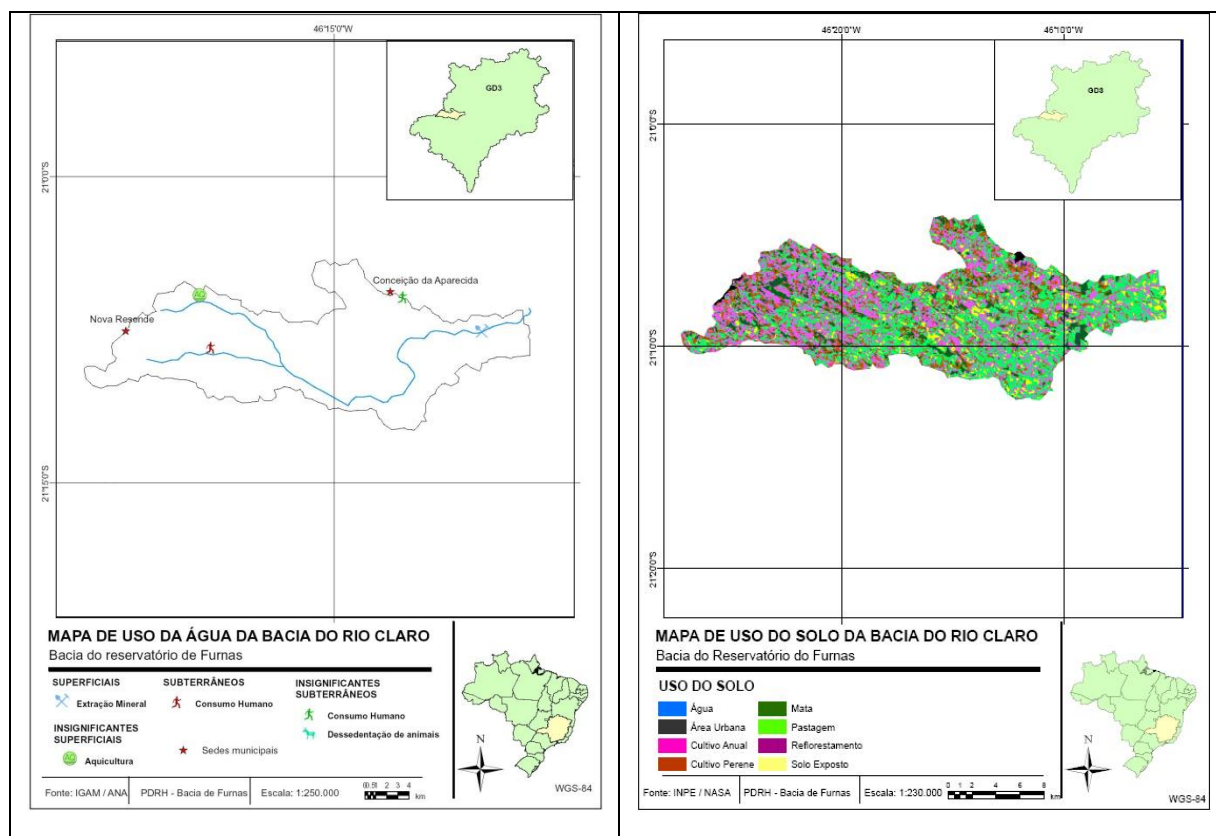 46°15'0"W
GD3
21°0'0"S
Conceição da Aparecida
AQ
Nova Resende
21°15'0"S
MAPA DE USO DA ÁGUA DA BACIA DO RIO CLARO
Bacia do reservatório de Furnas
SUPERFICIAIS
Extração Mineral
INSIGNIFICANTES
SUPERFICIAIS
AQ
Aquicultura
SUBTERRÂNEOS
Consumo Humano
Sedes municipais
INSIGNIFICANTES
SUBTERRÂNEOS
Consumo Humano
Dessedentação de animais
N
Fonte: IGAM / ANA
PDRH - Bacia de Furnas
Escala: 1:250.000
2 3 4
km
WGS-84
46°20'0"W
46°10'0"W
GD3
21°0'0"S
21°10'0"S
21°20'0"S
MAPA DE USO DO SOLO DA BACIA DO RIO CLARO
Bacia do Reservatório do Furnas
USO DO SOLO
Água
Área Urbana
Cultivo Anual
Cultivo Perene
Mata
Pastagem
Reflorestamento
Solo Exposto
N
Fonte: INPE / NASA
PDRH - Bacia de Furnas
Escala: 1:230.000
0 1 2 4 6 8
km
WGS-84